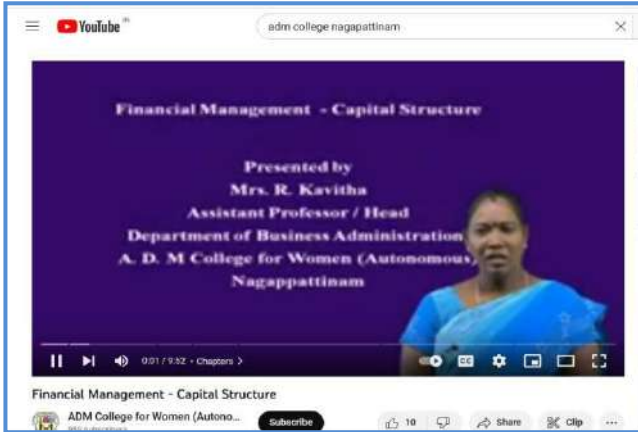 YouTube IN
adm college nagapattinam
Financial Management - Capital Structure
Presented by
Mrs. R. Kavitha
Assistant Professor / Head
Department of Business Administration
A. D. M College for Women (Autonomous)
Nagappattinam
0:01 / 9:52 • Chapters >
CC
Financial Management - Capital Structure
ADM College for Women (Autono...
Subscribe
10
Share
Clip